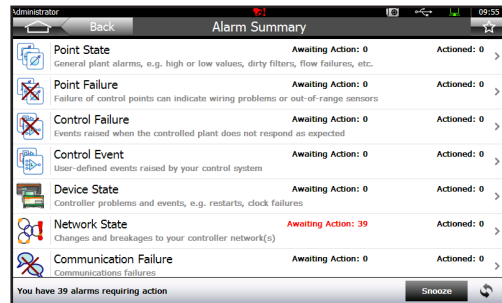 Administrator 09:55
Back Alarm Summary
Point State Awaiting Action: 0 Actioned: 0
General plant alarms, e.g. high or low values, dirty filters, flow failures, etc.
Point Failure Awaiting Action: 0 Actioned: 0
Failure of control points can indicate wiring problems or out-of-range sensors
Control Failure Awaiting Action: 0 Actioned: 0
Events raised when the controlled plant does not respond as expected
Control Event Awaiting Action: 0 Actioned: 0
User-defined events raised by your control system
Device State Awaiting Action: 0 Actioned: 0
Controller problems and events, e.g. restarts, clock failures
Network State Awaiting Action: 39 Actioned: 0
Changes and breakages to your controller network(s)
Communication Failure Awaiting Action: 0 Actioned: 0
Communications failures
You have 39 alarms requiring action Snooze